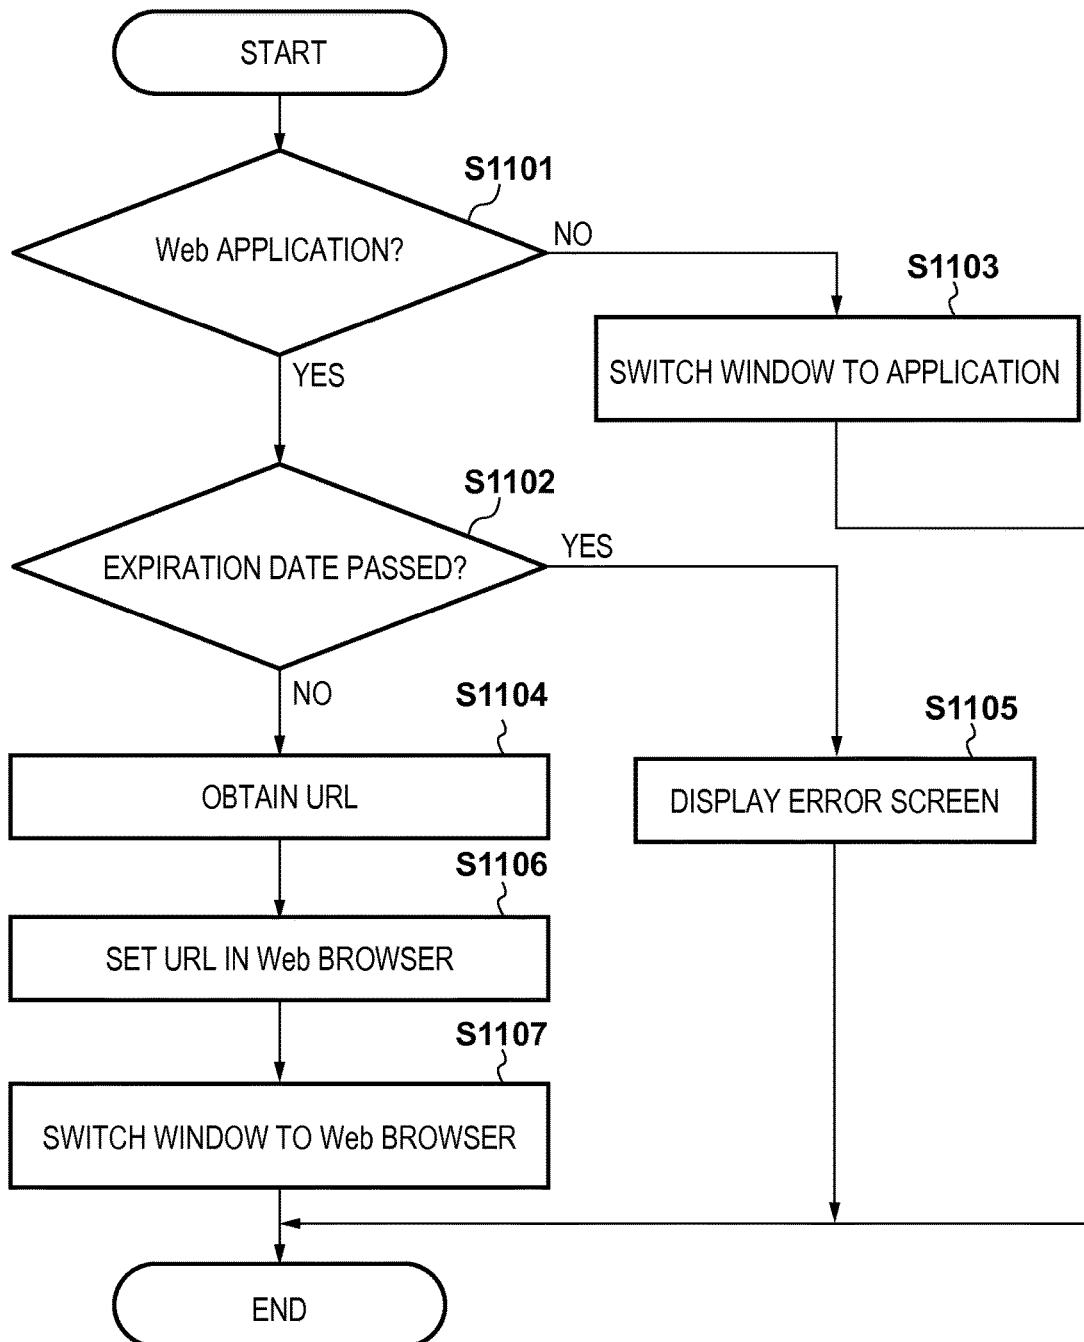 START
S1101
Web APPLICATION?
NO
S1103
YES
SWITCH WINDOW TO APPLICATION
S1102
YES
EXPIRATION DATE PASSED?
NO
S1104
S1105
OBTAIN URL
DISPLAY ERROR SCREEN
S1106
SET URL IN Web BROWSER
S1107
SWITCH WINDOW TO Web BROWSER
END